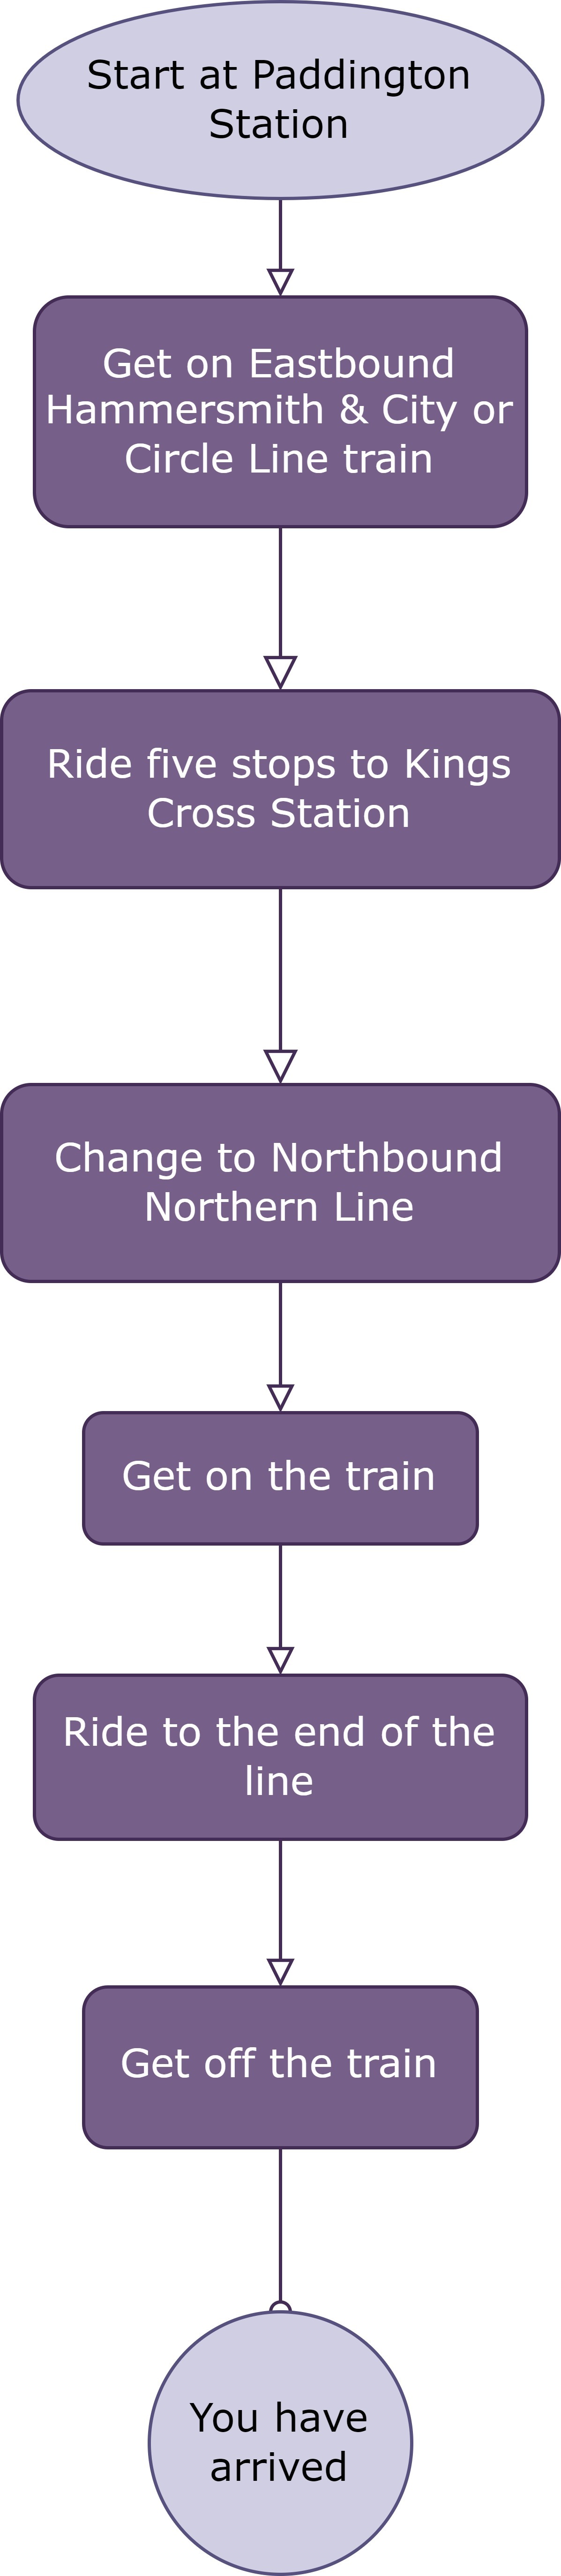 Start at Paddington
Station
Get on Eastbound
Hammersmith & City or
Circle Line train
Ride five stops to Kings
Cross Station
Change to Northbound
Northern Line
Get on the train
Ride to the end of the
line
Get off the train
You have
arrived